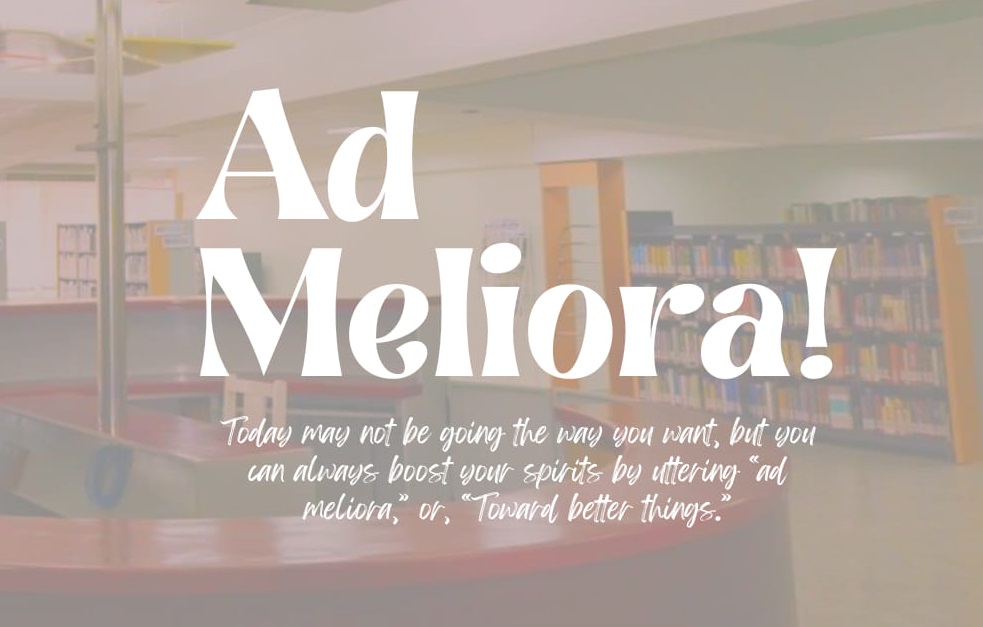 Ad
Meliora!
Today may not be going the way you want, but you
can always boost your spirits by uttering “ad
meliora,” or, “Toward better things.”